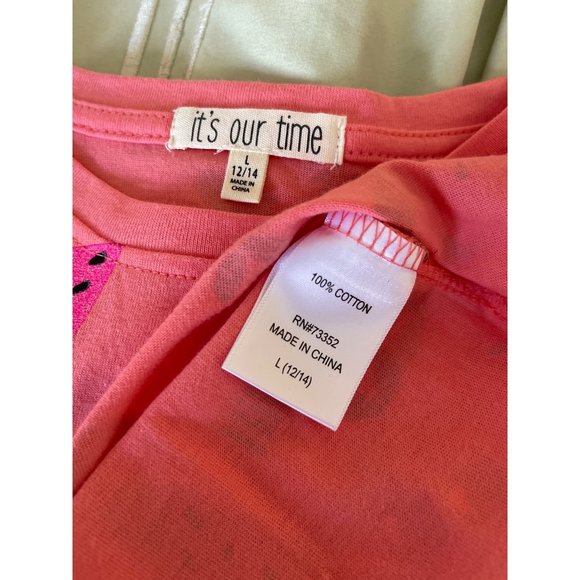 it's our time
L
12/14
MADE IN
CHINA
100% COTTON
RN#73352
MADE IN CHINA
L (12/14)